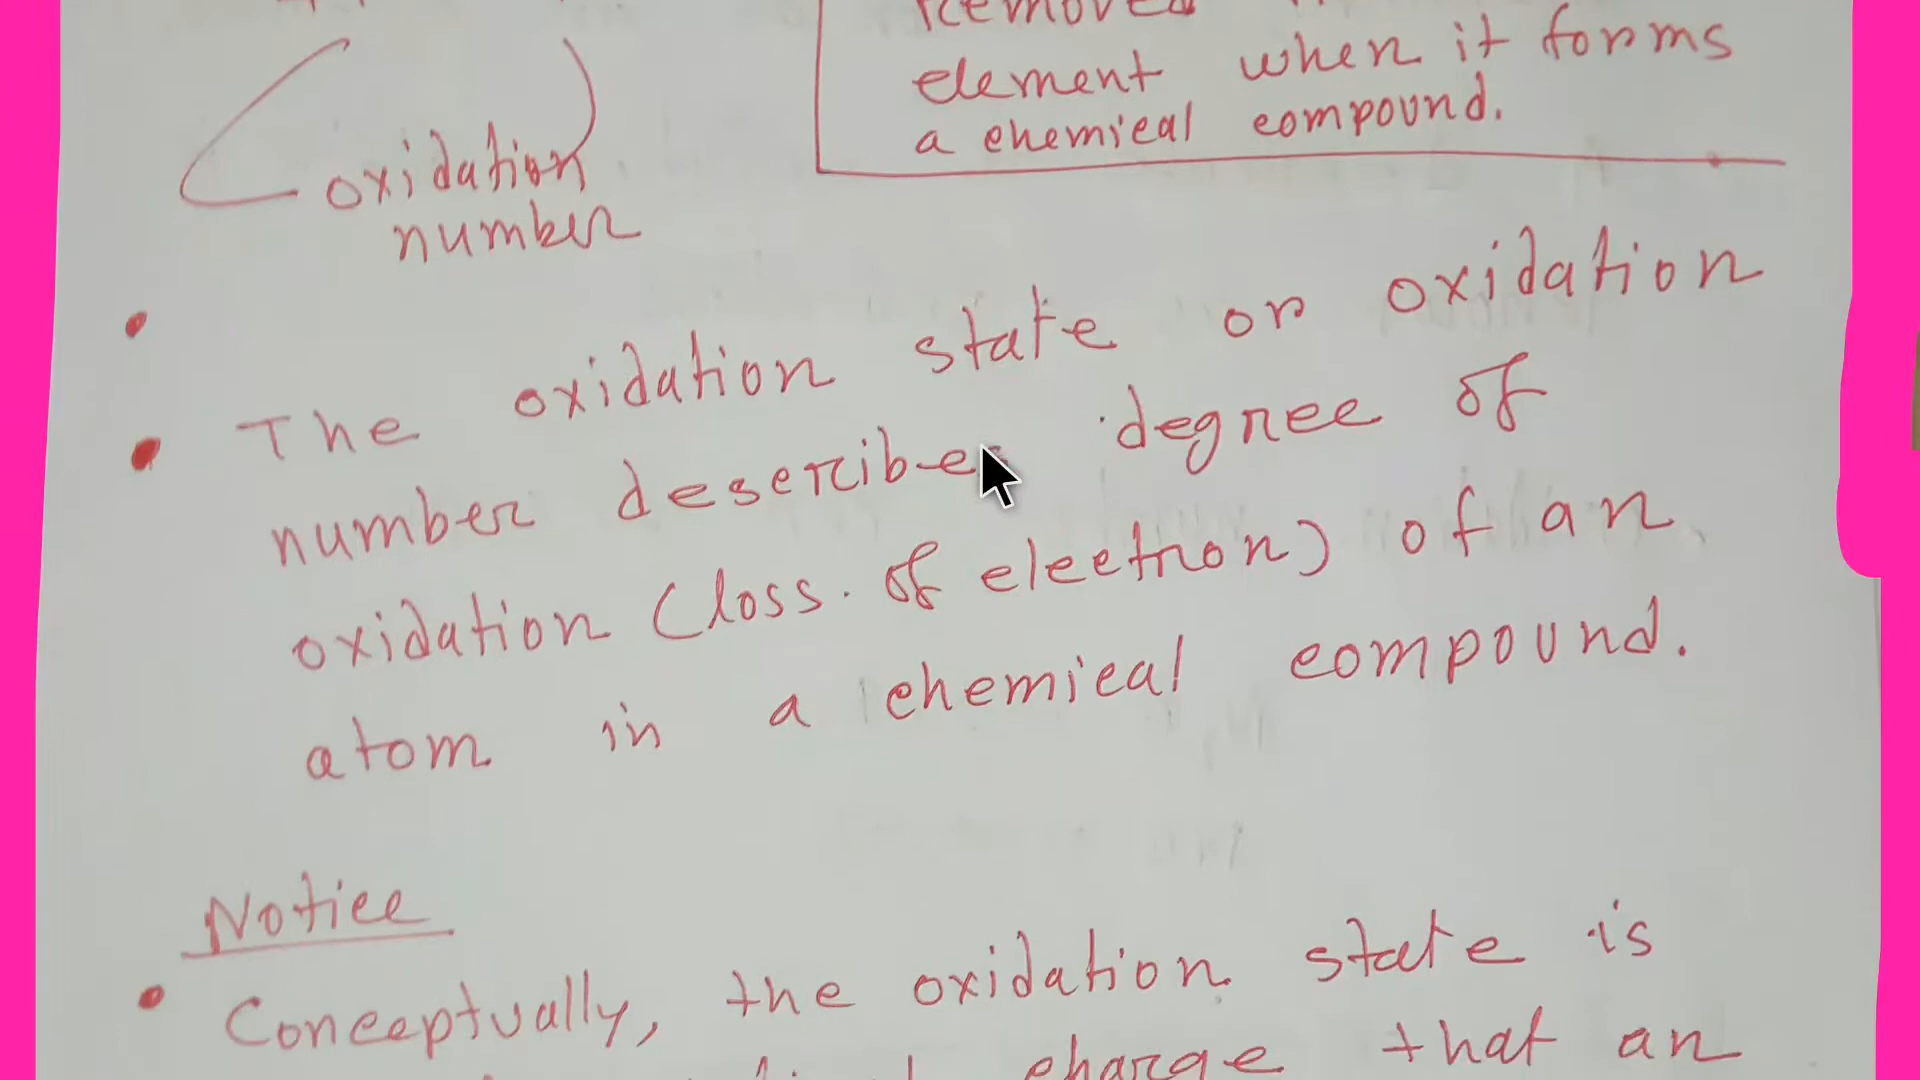 element when it forms
a chemical compound.
oxidation
number
The oxidation state or oxidation
number describes degree of
oxidation (loss of electron) of an
atom in a chemical compound.
Notice
Conceptually, the oxidation state is
charge that an